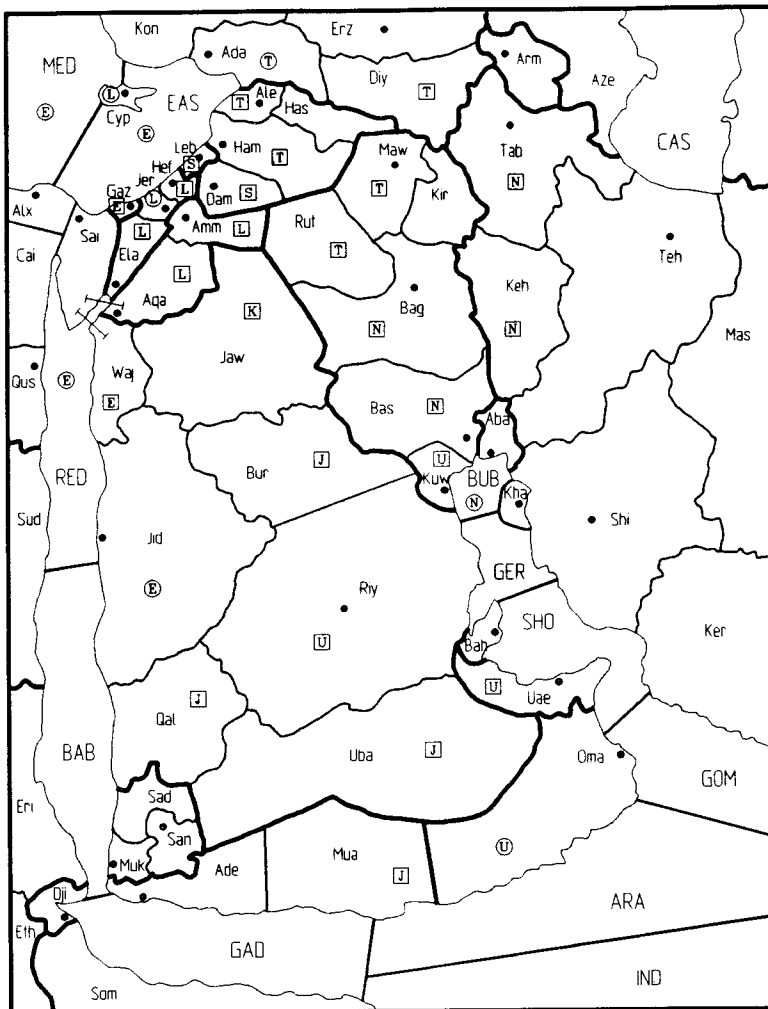 Kon
Erz
Ada
T
Arm
MED
Diy
T
Aze
L
Cyp
EAS
T
Ale
Has
CAS
E
E
Leb
Ham
Maw
Tab
Hef
S
T
Jer
L
Dam
S
T
Kir
N
Gaz
E
L
Alx
Sai
Amm
L
Rut
T
Cai
L
Ela
L
Teh
Aqa
Keh
K
Bag
Mas
N
N
Jaw
Waj
Qus
E
E
Bas
N
Aba
Bur
J
U
RED
Kuw
BUB
Kha
N
Sud
Shi
Jid
GER
E
Riy
SHO
Ker
U
Bah
U
Uae
Qat
J
BAB
Uba
J
Oma
GOM
Sad
Eri
San
Muk
Ade
Mua
U
J
Dji
ARA
Eth
GAD
IND
Som